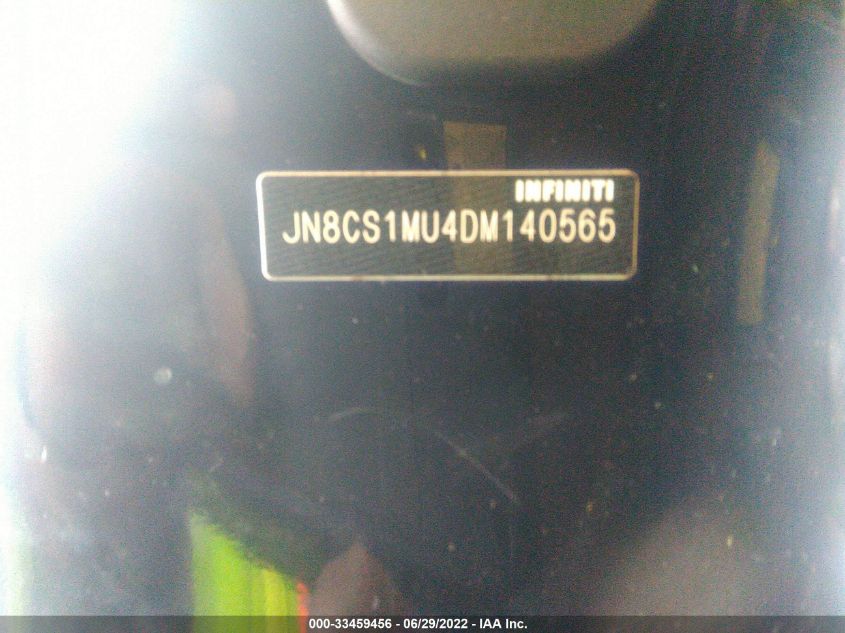 INFINITI
JN8CS1MU4DM140565
000-33459456 - 06/29/2022 - IAA Inc.